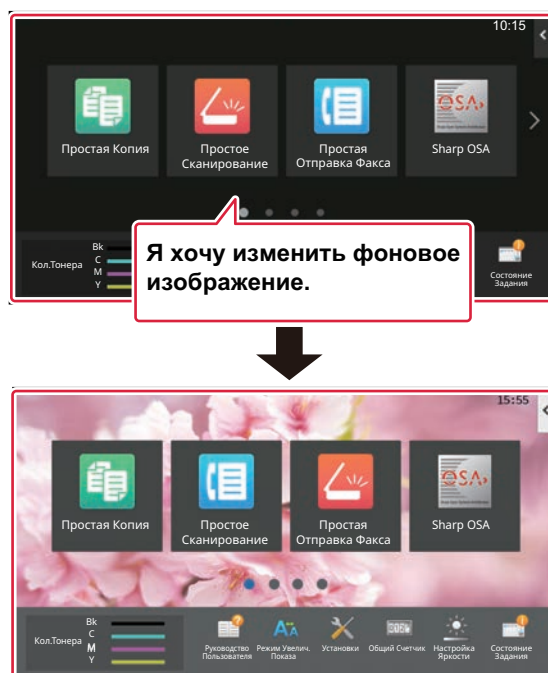 10:15
Простая Копия
Простое
Сканирование
Простая
Отправка Факса
OSA
Sharp OSA
Я хочу изменить фоновое
изображение.
Кол.Тонера
Bk
C
M
Y
Состояние
Задания
15:55
Простая Копия
Простое
Сканирование
Простая
Отправка Факса
OSA
Sharp OSA
Кол.Тонера
Bk
C
M
Y
Руководство
Пользователя
Режим Увелич.
Показа
Установки
Общий Счетчик
Настройка
Яркости
Состояние
Задания